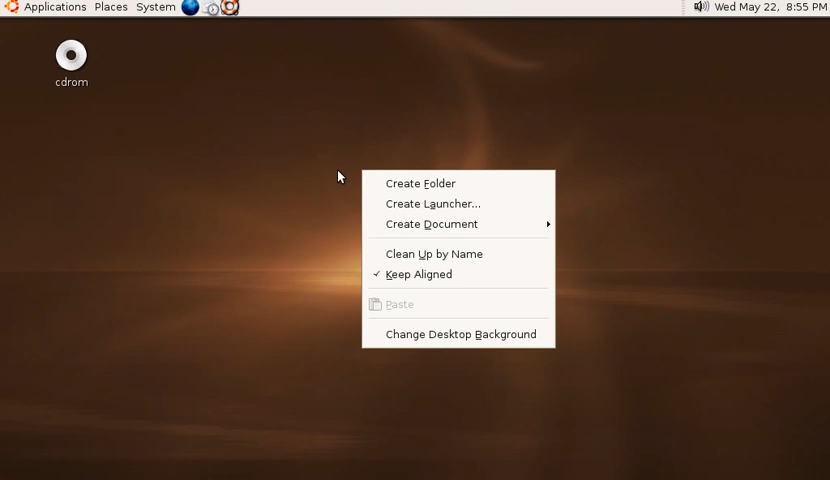 Applications Places System Wed May 22, 8:55 PM
cdrom
Create Folder
Create Launcher...
Create Document
Clean Up by Name
Keep Aligned
Paste
Change Desktop Background